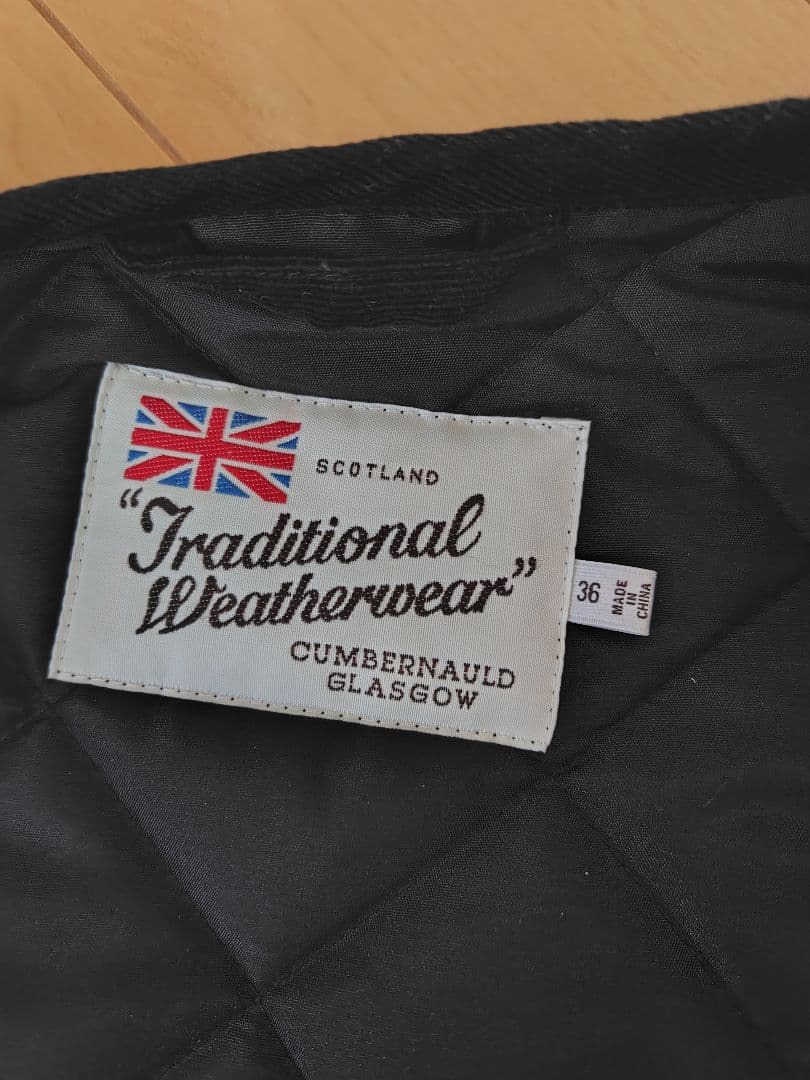 SCOTLAND
"Traditional
Weatherwear"
CUMBERNAULD
GLASGOW
36
MADE
IN
CHINA